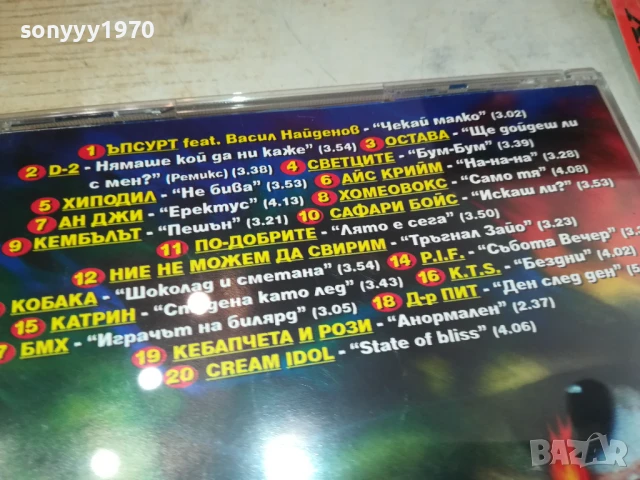 sonyyy1970
1 ЪПСУРТ feat. Васил Найденов - "Чекай малко" (3.02)
2 D-2 - Нямаше кой да ни каже" (3.54) 3 ОСТАВА - "Ще дойдеш ли
с мен?" (Ремикс) (3.38) 4 СВЕТЦИТЕ - "Бум-Бум" (3.39)
5 ХИПОДИЛ - "Не бива" (3.53) 6 АЙС КРИЙМ - "На-на-на" (3.28)
7 АН ДЖИ - "Еректус" (4.13) 8 ХОМЕОВОКС - "Само тя" (4.08)
9 КЕМБЪЛЪТ - "Пешън" (3.21) 10 САФАРИ БОЙС - "Искаш ли?" (3.53)
11 ПО-ДОБРИТЕ - "Лято е сега" (3.50)
12 НИЕ НЕ МОЖЕМ ДА СВИРИМ - "Тръгнал Зайо" (3.23)
КОБАКА - "Шоколад и сметана" (3.54) 14 P.I.F. - "Събота Вечер"
15 КАТРИН - "Студена като лед" (3.43) 16 K.T.S. - "Бездни" (4.02)
7 БМХ - "Играчът на билярд" (3.05) 18 Д-р ПИТ - "Ден след ден"
19 КЕБАПЧЕТА И РОЗИ - "Анормален" (2.37)
20 CREAM IDOL - "State of bliss" (4.06)
BAZAR
bg